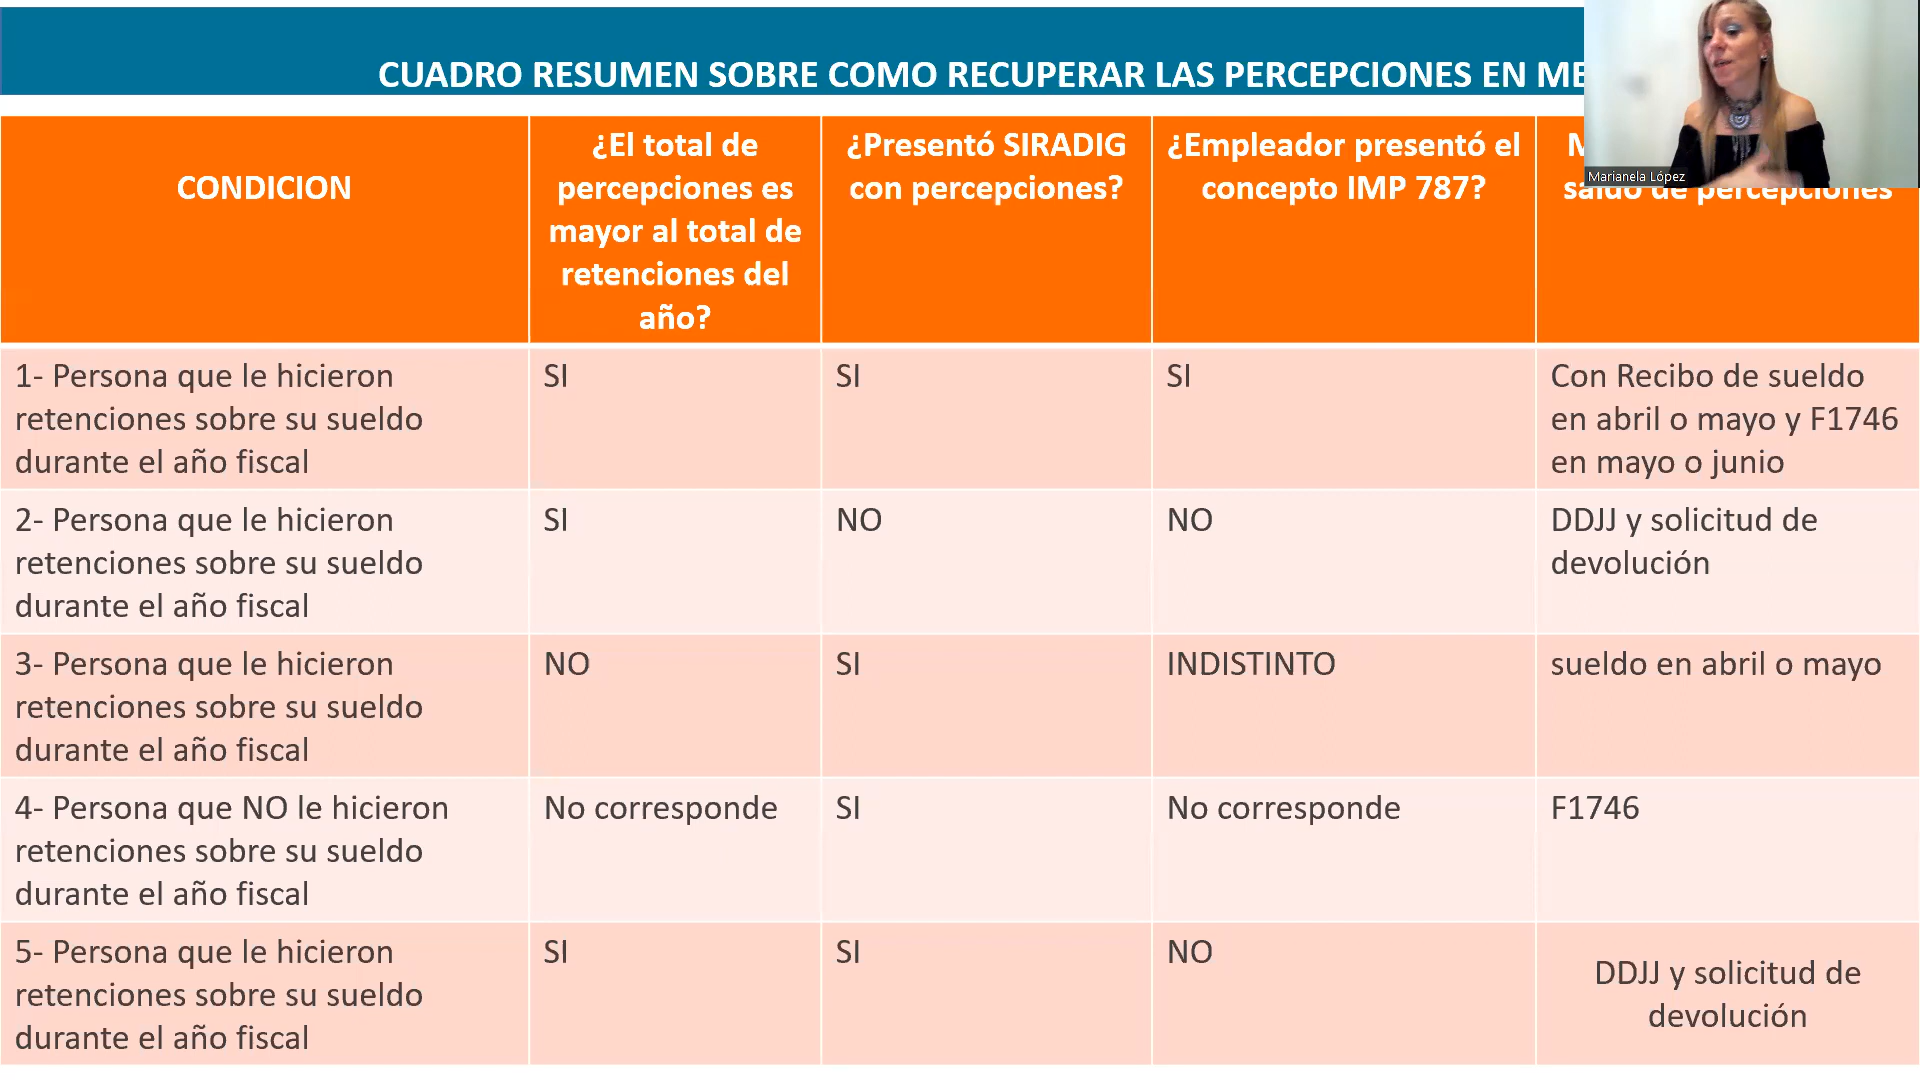 CUADRO RESUMEN SOBRE COMO RECUPERAR LAS PERCEPCIONES EN
Marianela López
CONDICION
¿El total de
percepciones es
mayor al total de
retenciones del
año?
¿Presentó SIRADIG
con percepciones?
¿Empleador presentó el
concepto IMP 787?
saldo de percepciones
1- Persona que le hicieron
retenciones sobre su sueldo
durante el año fiscal
SI
SI
SI
Con Recibo de sueldo
en abril o mayo y F1746
en mayo o junio
2- Persona que le hicieron
retenciones sobre su sueldo
durante el año fiscal
SI
NO
NO
DDJJ y solicitud de
devolución
3- Persona que le hicieron
retenciones sobre su sueldo
durante el año fiscal
NO
SI
INDISTINTO
sueldo en abril o mayo
4- Persona que NO le hicieron
retenciones sobre su sueldo
durante el año fiscal
No corresponde
SI
No corresponde
F1746
5- Persona que le hicieron
retenciones sobre su sueldo
durante el año fiscal
SI
SI
NO
DDJJ y solicitud de
devolución